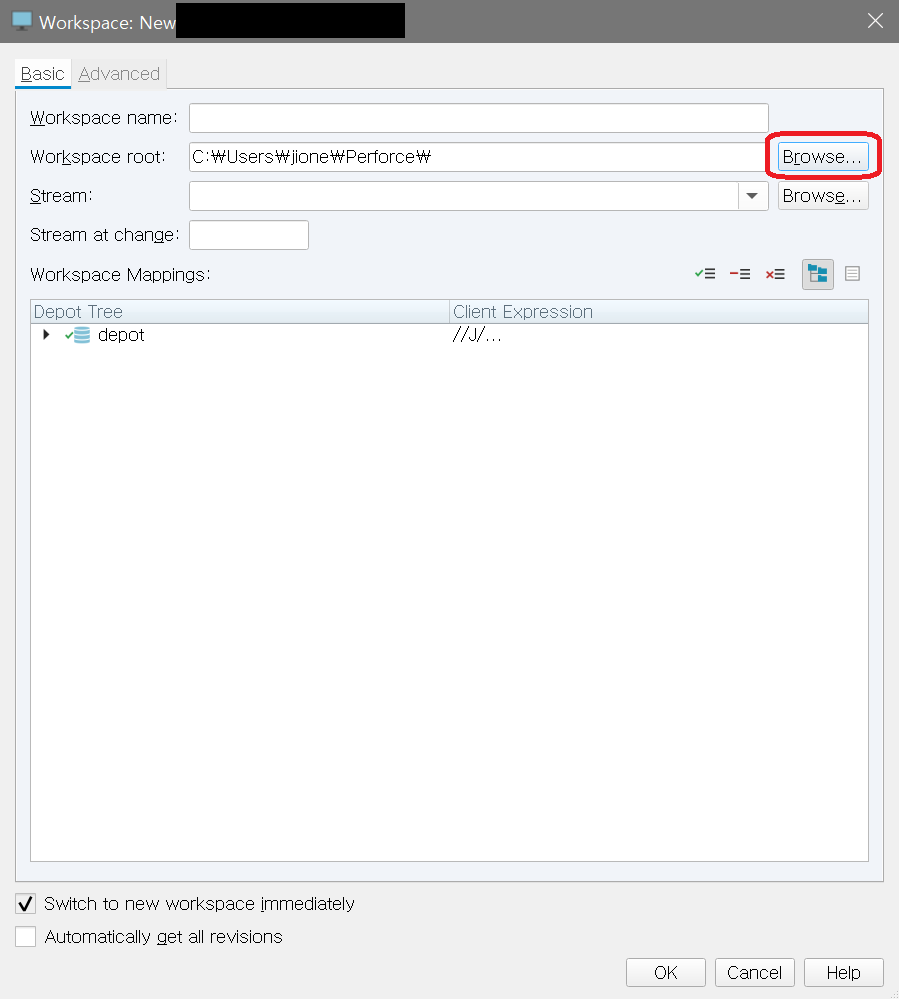 Workspace: New
Basic Advanced
Workspace name:
Workspace root: C:₩Users₩jione₩Perforce₩ Browse...
Stream: Browse...
Stream at change:
Workspace Mappings:
Depot Tree Client Expression
depot //J/...
Switch to new workspace immediately
Automatically get all revisions
OK Cancel Help